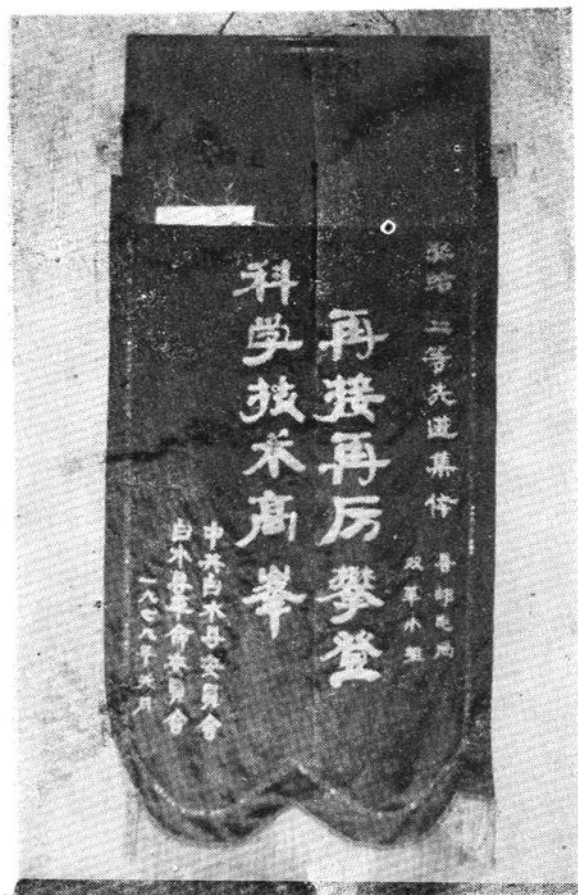 奖给二等先进集体
县邮电局
双革小组
再接再厉攀登
科学技术高峯
中共白水县委员会
白水县革命委员会
一九七八年六月